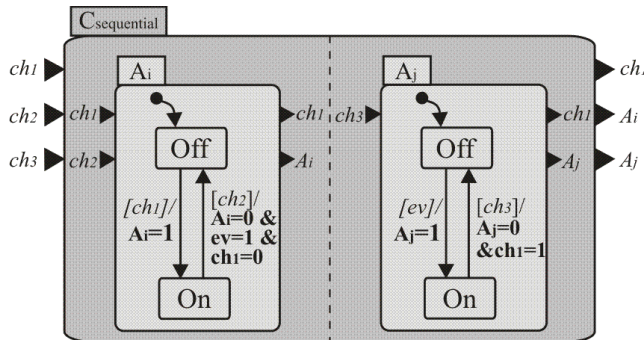 Csequential
ch1
ch2
ch3
Ai
ch1
ch2
Off
[ch1]/
Ai=1
[ch2]/
Ai=0 &
ev=1 &
ch1=0
On
ch1
Ai
Aj
ch3
Off
[ev]/
Aj=1
[ch3]/
Aj=0
&ch1=1
On
ch1
Aj
ch1
Ai
Aj